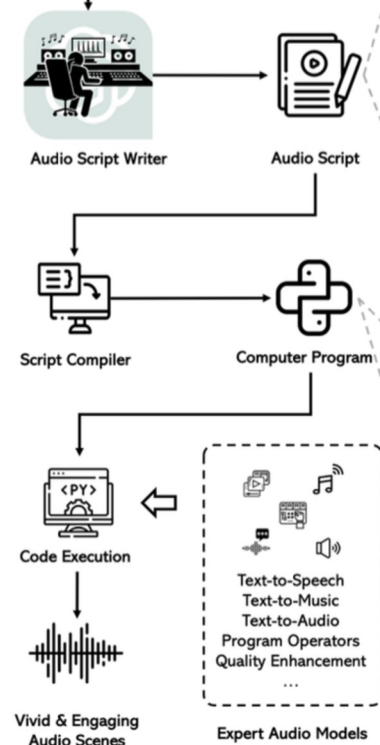 Audio Script Writer
Audio Script
Script Compiler
Computer Program
<PY>
Code Execution
Text-to-Speech
Text-to-Music
Text-to-Audio
Program Operators
Quality Enhancement
...
Vivid & Engaging
Audio Scenes
Expert Audio Models